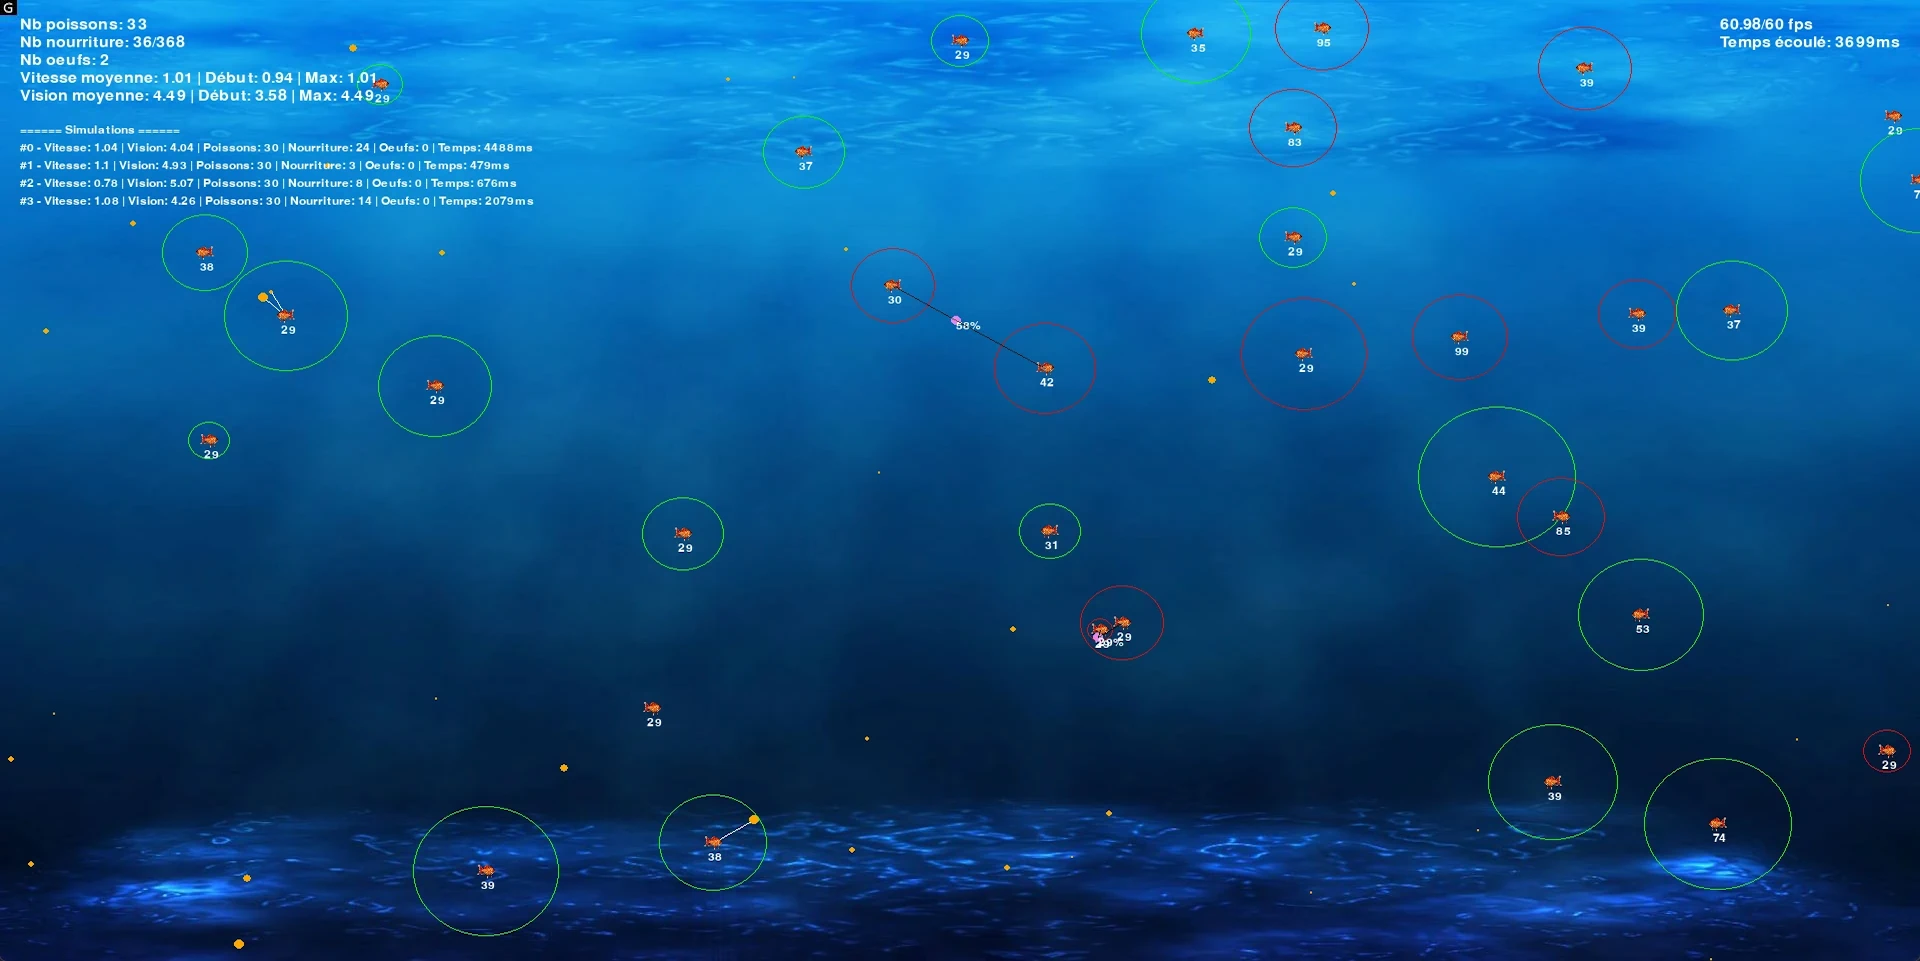 G
Nb poissons: 33
60.98/60 fps
Nb nourriture: 36/368
Temps écoulé: 3699ms
Nb oeufs: 2
Vitesse moyenne: 1.01 | Début: 0.94 | Max: 1.01
Vision moyenne: 4.49 | Début: 3.58 | Max: 4.49
====== Simulations ======
#0 - Vitesse: 1.04 | Vision: 4.04 | Poissons: 30 | Nourriture: 24 | Oeufs: 0 | Temps: 4488ms
#1 - Vitesse: 1.1 | Vision: 4.93 | Poissons: 30 | Nourriture: 3 | Oeufs: 0 | Temps: 479ms
#2 - Vitesse: 0.78 | Vision: 5.07 | Poissons: 30 | Nourriture: 8 | Oeufs: 0 | Temps: 676ms
#3 - Vitesse: 1.08 | Vision: 4.26 | Poissons: 30 | Nourriture: 14 | Oeufs: 0 | Temps: 2079ms
95
35
29
39
29
29
83
37
29
38
30
58%
29
39
37
29
99
29
42
29
29
44
85
31
29
53
29
29
39
29
74
38
39